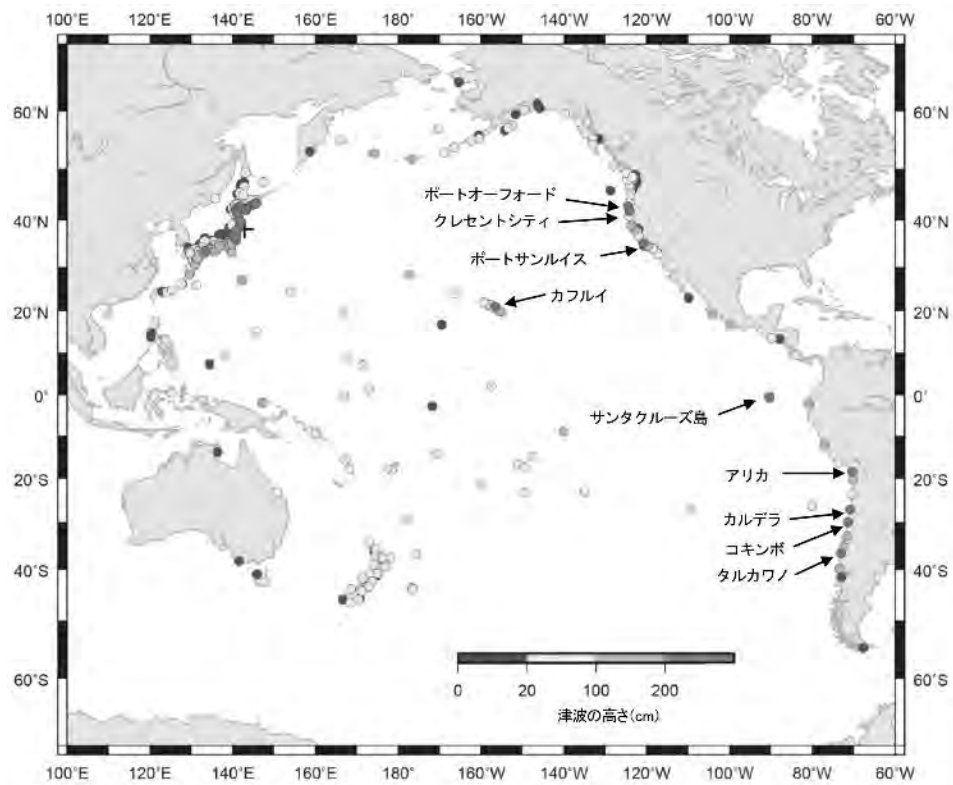 100°E 120°E 140°E 160°E 180° 160°W 140°W 120°W 100°W 80°W 60°W
60°N 60°N
ポートオーフォード
40°N クレセントシティ 40°N
ポートサンルイス
カフルイ
20°N 20°N
0° サンタクルーズ島 0°
20°S アリカ 20°S
カルデラ
コキンボ
40°S タルカワノ 40°S
60°S 60°S
0 20 100 200
津波の高さ(cm)
100°E 120°E 140°E 160°E 180° 160°W 140°W 120°W 100°W 80°W 60°W